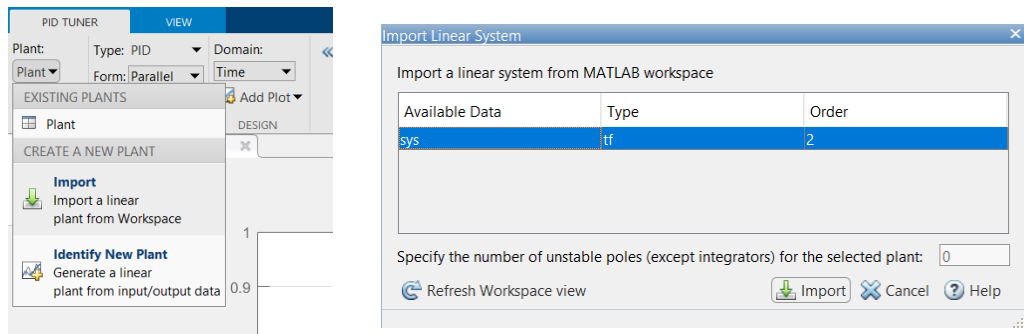 PID TUNER
VIEW
Plant:
Type: PID
Domain:
Plant
Form: Parallel
Time
EXISTING PLANTS
Add Plot
Plant
DESIGN
CREATE A NEW PLANT
Import
Import a linear
plant from Workspace
1
Identify New Plant
Generate a linear
plant from input/output data
0.9
Import Linear System
Import a linear system from MATLAB workspace
Available Data Type Order
sys tf 2
Specify the number of unstable poles (except integrators) for the selected plant: 0
Refresh Workspace view
Import Cancel Help